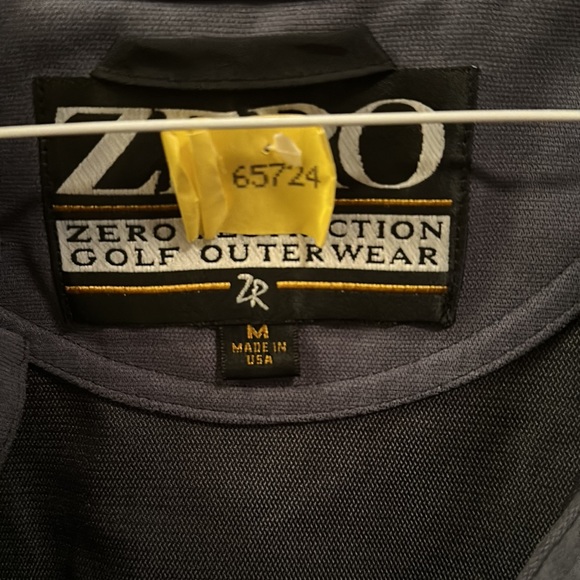 ZERO
65724
ZERO RESTRICTION
GOLF OUTERWEAR
ZR
M
MADE IN
USA